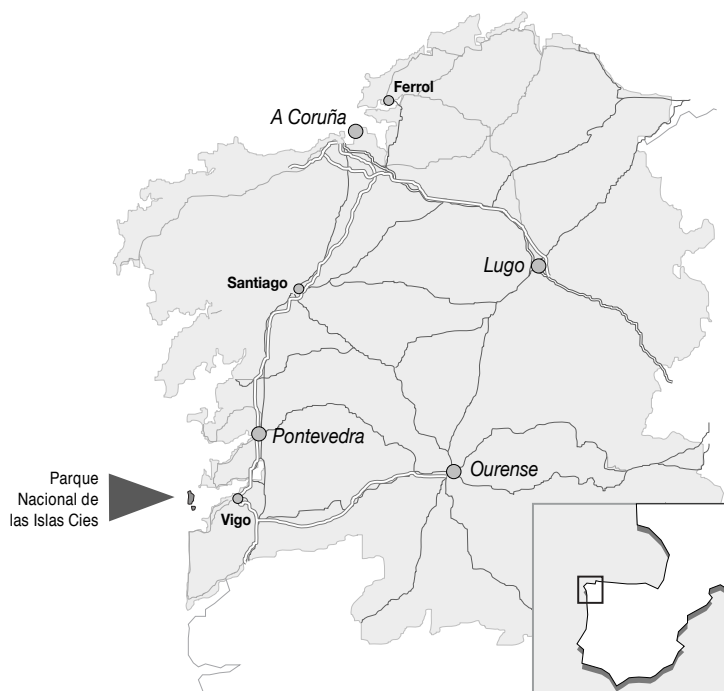 Ferrol
A Coruña
Lugo
Santiago
Pontevedra
Ourense
Parque
Nacional de
las Islas Cies
Vigo